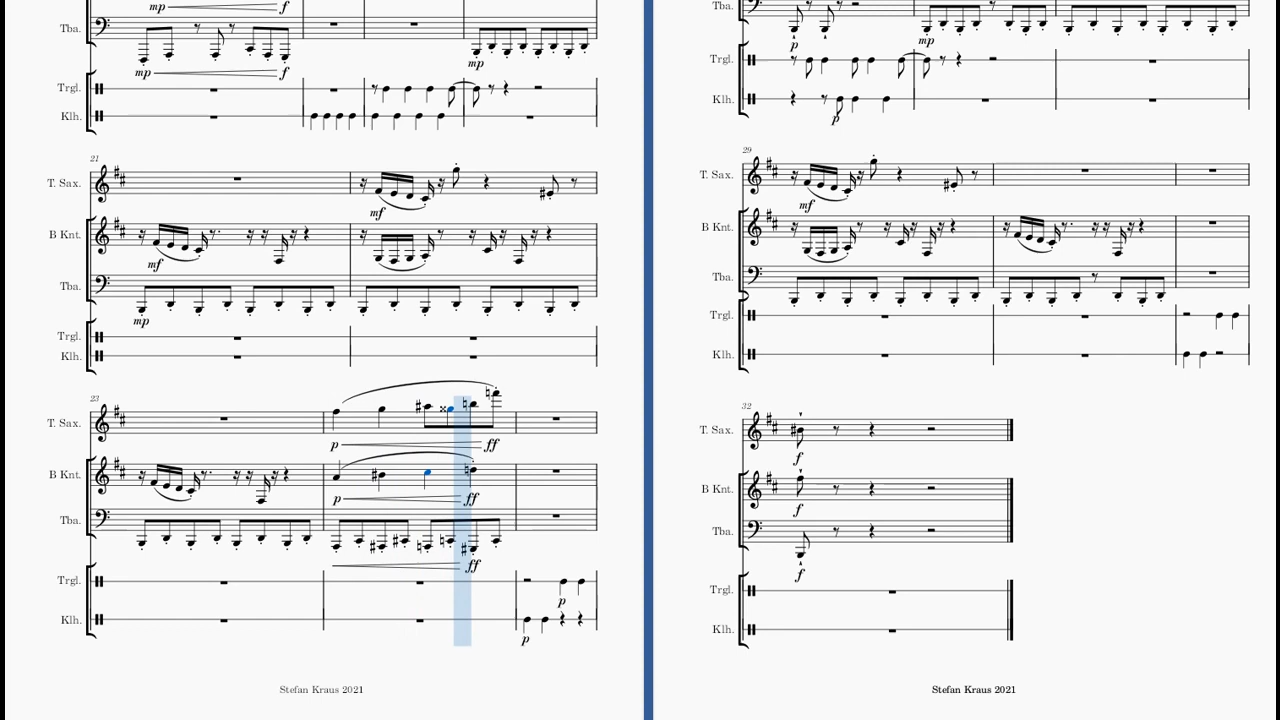 mp f
Tba.
mp f mp
Trgl.
Klh.
21
T. Sax.
mf
B Knt.
mf
Tba.
mp
Trgl.
Klh.
23
T. Sax.
p ff
B Knt.
p ff
Tba.
ff
Trgl.
p
Klh.
p
Stefan Kraus 2021
Tba.
p mp
Trgl.
Klh.
p
29
T. Sax.
mf
B Knt.
Tba.
Trgl.
Klh.
32
T. Sax.
f
B Knt.
f
Tba.
f
Trgl.
Klh.
Stefan Kraus 2021